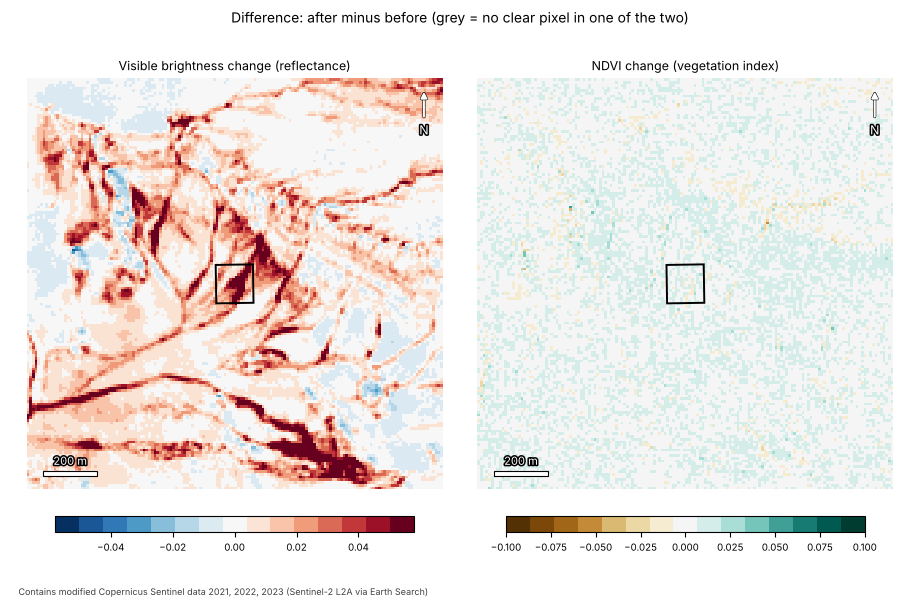 Difference: after minus before (grey = no clear pixel in one of the two)
Visible brightness change (reflectance)
NDVI change (vegetation index)
N
N
200 m
200 m
−0.04 −0.02 0.00 0.02 0.04
−0.100 −0.075 −0.050 −0.025 0.000 0.025 0.050 0.075 0.100
Contains modified Copernicus Sentinel data 2021, 2022, 2023 (Sentinel-2 L2A via Earth Search)